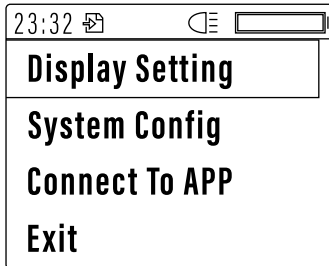 23:32
Display Setting
System Config
Connect To APP
Exit